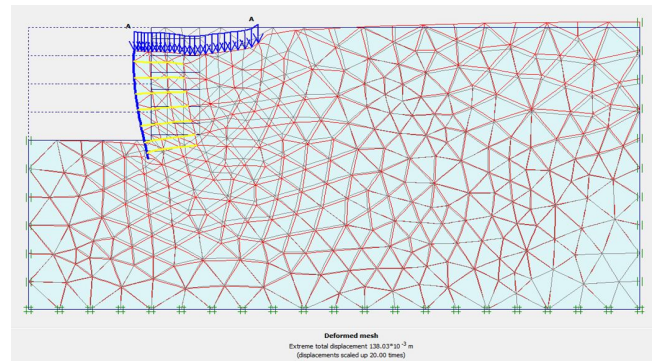 A
A
Deformed mesh
Extreme total displacement 138.03*10 -3 m
(displacements scaled up 20.00 times)